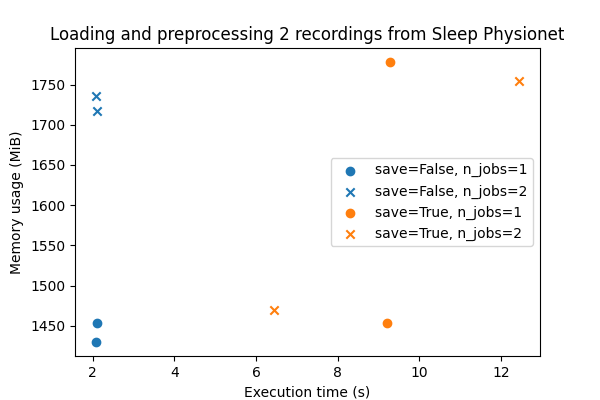 Loading and preprocessing 2 recordings from Sleep Physionet
Memory usage (MiB)
1750
1700
1650
1600
1550
1500
1450
save=False, n_jobs=1
save=False, n_jobs=2
save=True, n_jobs=1
save=True, n_jobs=2
2 4 6 8 10 12
Execution time (s)